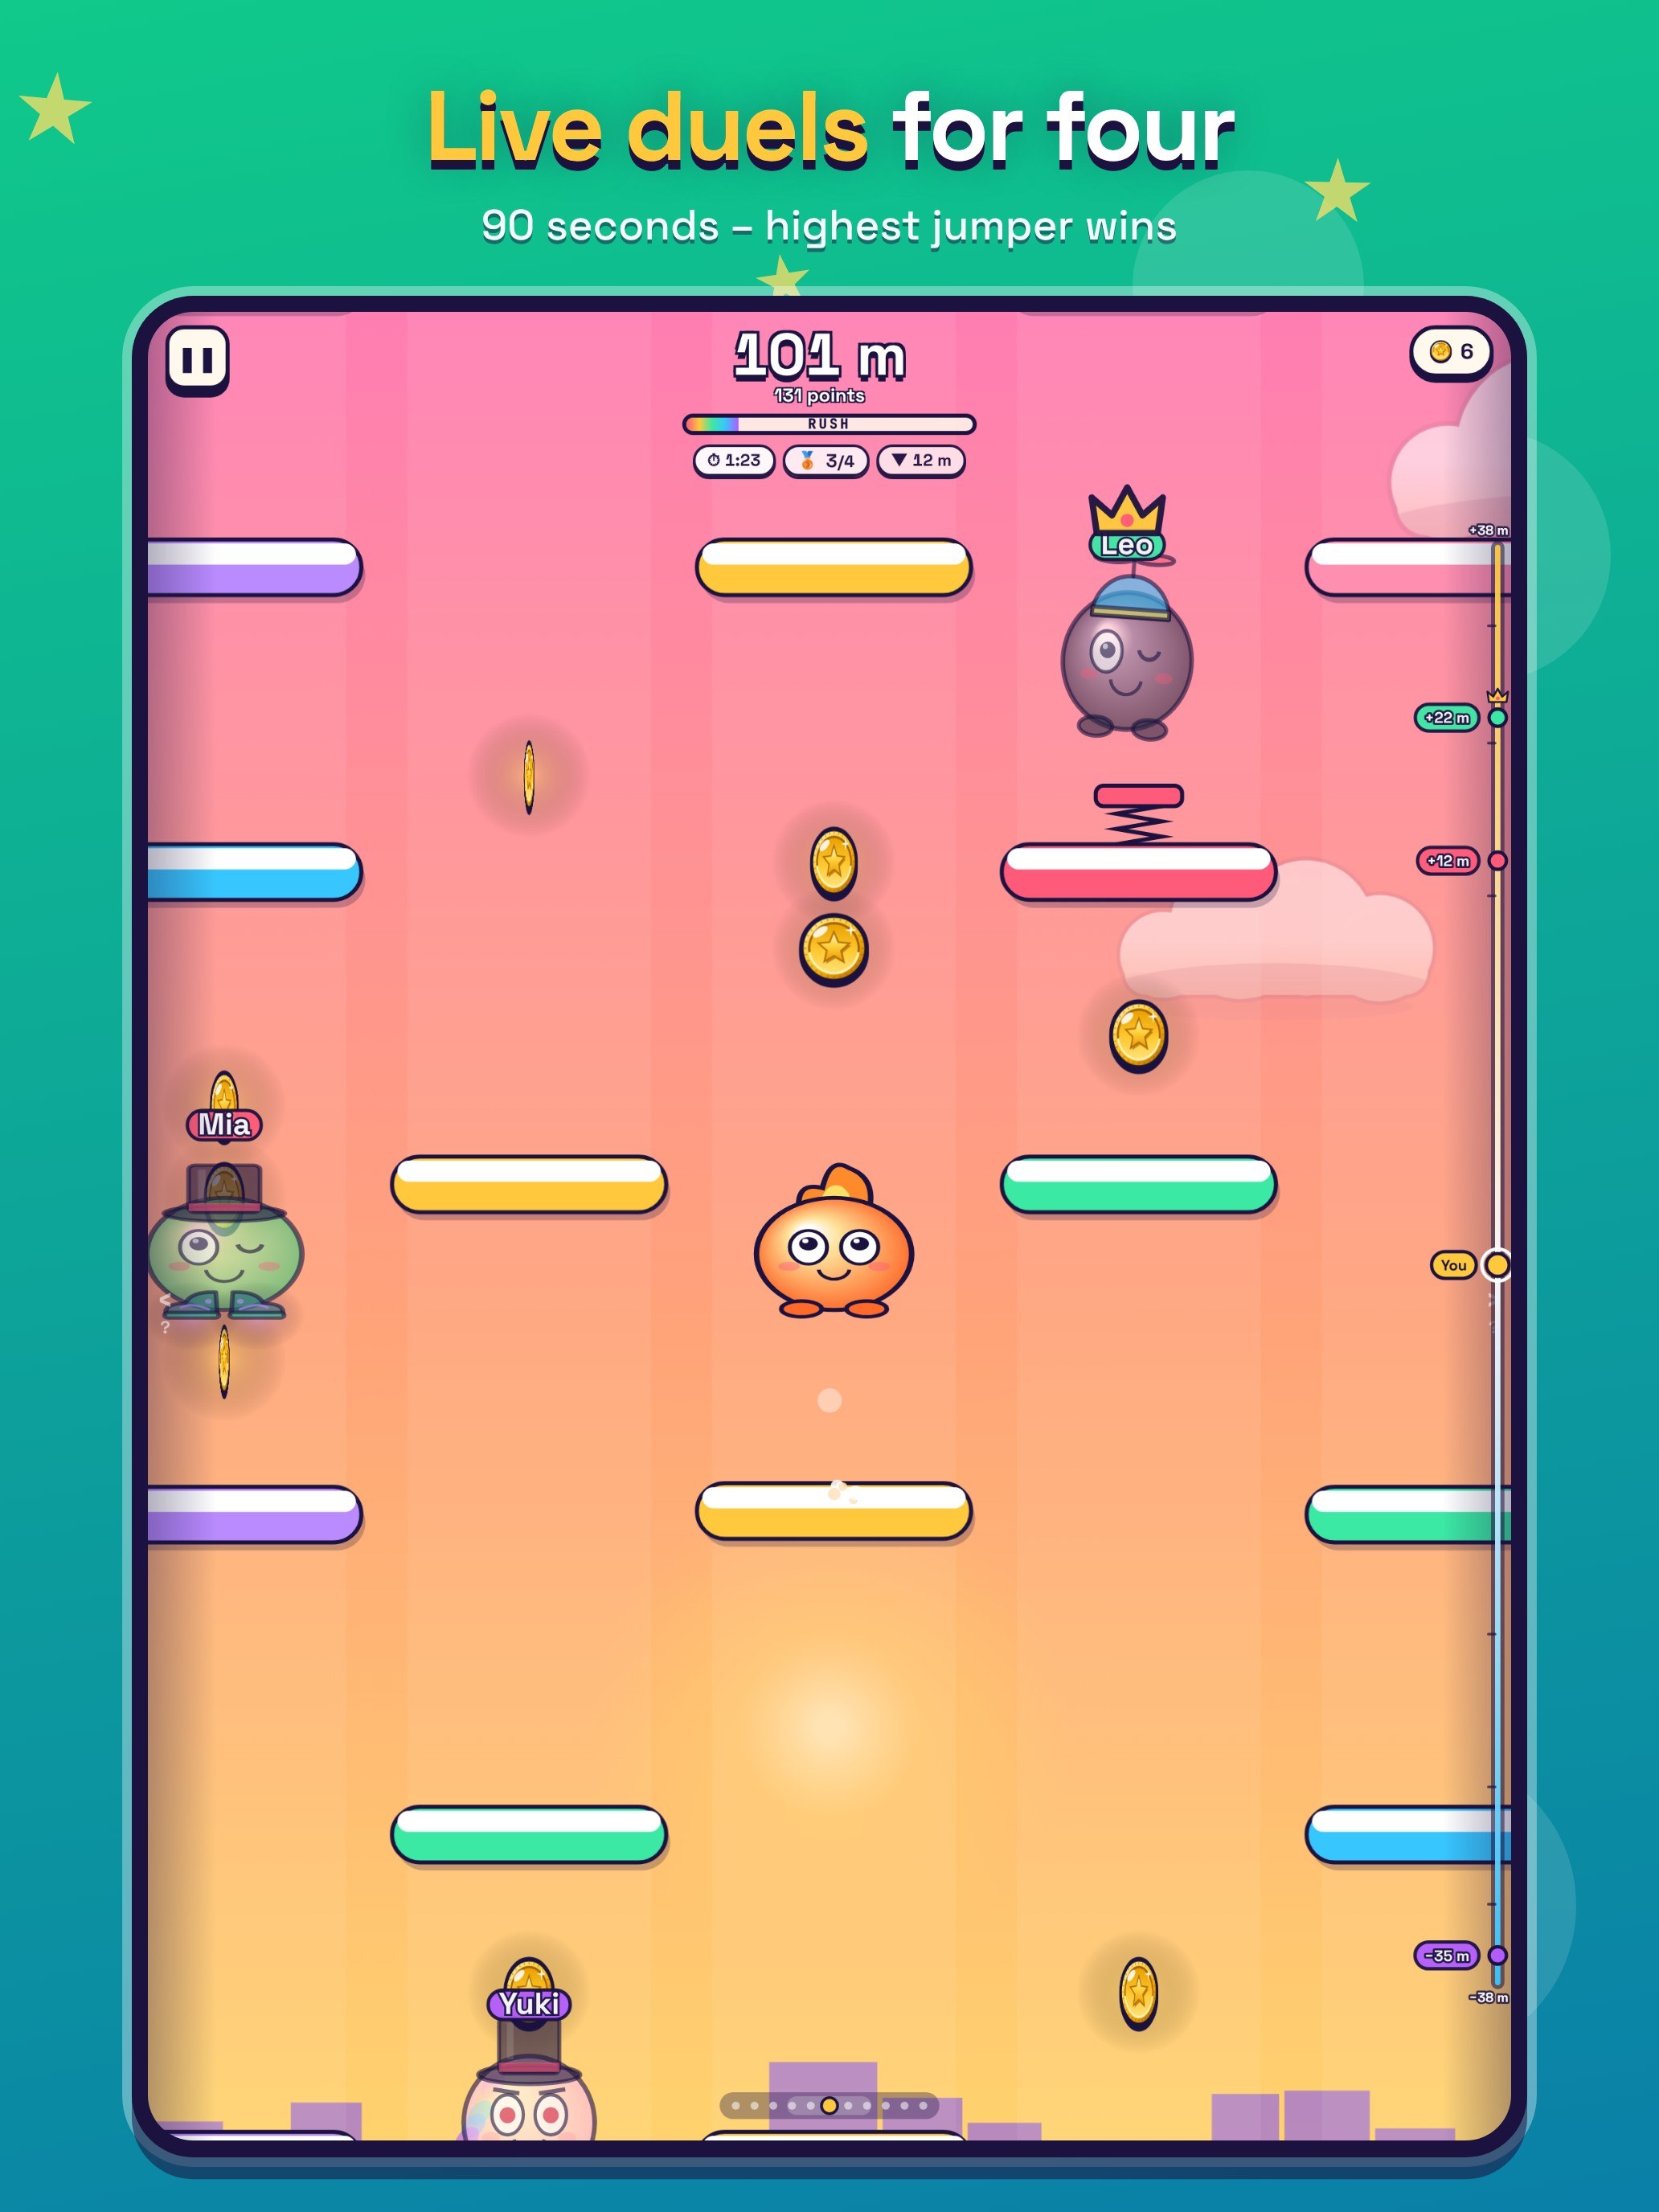 Live duels for four
90 seconds – highest jumper wins
101 m
6
131 points
RUSH
1:23
3/4
▼ 12 m
+38 m
Leo
+22 m
+12 m
Mia
You
?
-35 m
-38 m
Yuki